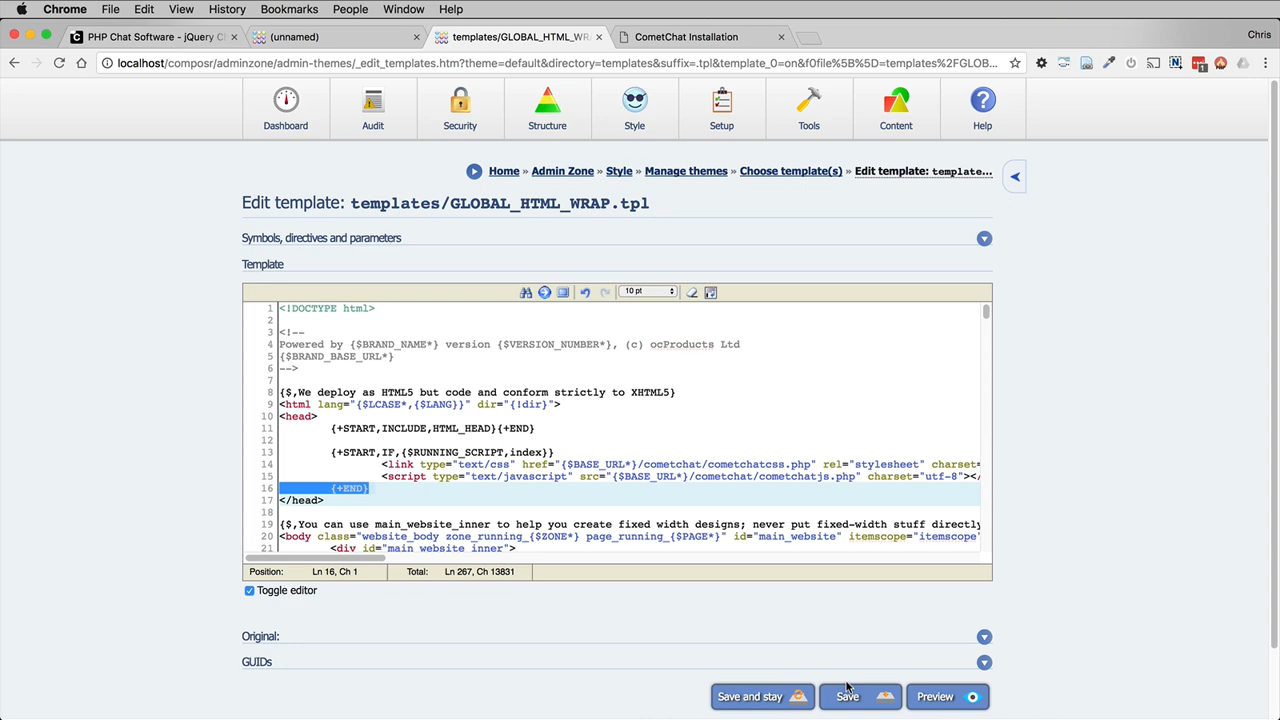 Chrome File Edit View History Bookmarks People Window Help
PHP Chat Software - jQuery C
(unnamed)
templates/GLOBAL_HTML_WR
CometChat Installation
Chris
localhost/composr/adminzone/admin-themes/_edit_templates.htm?theme=default&directory=templates&suffix=.tpl&template_0=on&f0file%5B%5D=templates%2FGLOB...
Dashboard Audit Security Structure Style Setup Tools Content Help
Home » Admin Zone » Style » Manage themes » Choose template(s) » Edit template: template...
Edit template: templates/GLOBAL_HTML_WRAP.tpl
Symbols, directives and parameters
Template
10 pt
1 <!DOCTYPE html>
2
3 <!--
4 Powered by {$BRAND_NAME*} version {$VERSION_NUMBER*}, (c) ocProducts Ltd
5 {$BRAND_BASE_URL*}
6 -->
7
8 {$,We deploy as HTML5 but code and conform strictly to XHTML5}
9 <html lang="{$LCASE*,{$LANG}}" dir="{!dir}">
10 <head>
11 {+START,INCLUDE,HTML_HEAD}{+END}
12
13 {+START,IF,{$RUNNING_SCRIPT,index}}
14 <link type="text/css" href="{$BASE_URL*}/cometchat/cometchatcss.php" rel="stylesheet" charset=
15 <script type="text/javascript" src="{$BASE_URL*}/cometchat/cometchatjs.php" charset="utf-8"></
16 {+END}
17 </head>
18
19 {$,You can use main_website_inner to help you create fixed width designs; never put fixed-width stuff directly
20 <body class="website_body zone_running_{$ZONE*} page_running_{$PAGE*}" id="main_website" itemscope="itemscope"
21 <div id="main_website_inner">
Position: Ln 16, Ch 1 Total: Ln 267, Ch 13831
Toggle editor
Original:
GUIDs
Save and stay Save Preview